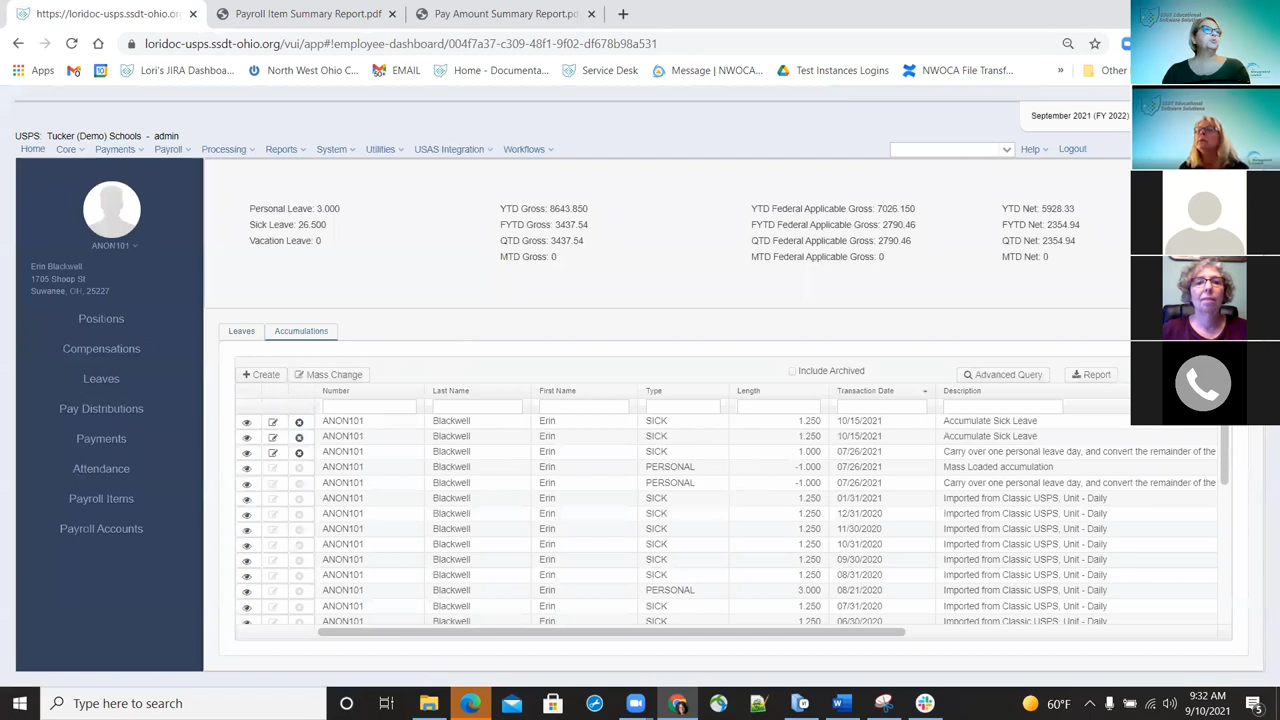 https://loridoc-usps.ssdt-ohio.org/ Payroll Item Summary Report.pdf Pay Amount Summary Report.pdf
loridoc-usps.ssdt-ohio.org/vui/app#!employee-dashboard/
Apps Lori's JIRA Dashboa... North West Ohio C... EMAIL Home - Documenta... Service Desk Message | NWOCA... Test Instances Logins NWOCA File Transf... » Other
September 2021 (FY 2022)
USPS: Tucker (Demo) Schools - admin
Home Core Payments Payroll Processing Reports System Utilities USAS Integration Workflows Help Logout
Personal Leave: 3.000 YTD Gross: 8643.850 YTD Federal Applicable Gross: 7026.150 YTD Net: 5928.33
Sick Leave: 26.500 FYTD Gross: 3437.54 FYTD Federal Applicable Gross: 2790.46 FYTD Net: 2354.94
Vacation Leave: 0 QTD Gross: 3437.54 QTD Federal Applicable Gross: 2790.46 QTD Net: 2354.94
MTD Gross: 0 MTD Federal Applicable Gross: 0 MTD Net: 0
ANON101
Erin Blackwell
1705 Shoop St
Suwanee, OH, 25227
Positions
Compensations
Leaves
Pay Distributions
Payments
Attendance
Payroll Items
Payroll Accounts
Leaves Accumulations
Create Mass Change Include Archived Advanced Query Report
Number Last Name First Name Type Length Transaction Date Description
ANON101 Blackwell Erin SICK 1.250 10/15/2021 Accumulate Sick Leave
ANON101 Blackwell Erin SICK 1.250 10/15/2021 Accumulate Sick Leave
ANON101 Blackwell Erin SICK 1.000 07/26/2021 Carry over one personal leave day, and convert the remainder of the
ANON101 Blackwell Erin PERSONAL -1.000 07/26/2021 Mass Loaded accumulation
ANON101 Blackwell Erin PERSONAL -1.000 07/26/2021 Carry over one personal leave day, and convert the remainder of the
ANON101 Blackwell Erin SICK 1.250 01/31/2021 Imported from Classic USPS, Unit - Daily
ANON101 Blackwell Erin SICK 1.250 12/31/2020 Imported from Classic USPS, Unit - Daily
ANON101 Blackwell Erin SICK 1.250 11/30/2020 Imported from Classic USPS, Unit - Daily
ANON101 Blackwell Erin SICK 1.250 10/31/2020 Imported from Classic USPS, Unit - Daily
ANON101 Blackwell Erin SICK 1.250 09/30/2020 Imported from Classic USPS, Unit - Daily
ANON101 Blackwell Erin SICK 1.250 08/31/2020 Imported from Classic USPS, Unit - Daily
ANON101 Blackwell Erin PERSONAL 3.000 08/21/2020 Imported from Classic USPS, Unit - Daily
ANON101 Blackwell Erin SICK 1.250 07/31/2020 Imported from Classic USPS, Unit - Daily
ANON101 Blackwell Erin SICK 1.250 06/30/2020 Imported from Classic USPS, Unit - Daily
Type here to search
60°F
9:32 AM
9/10/2021
5